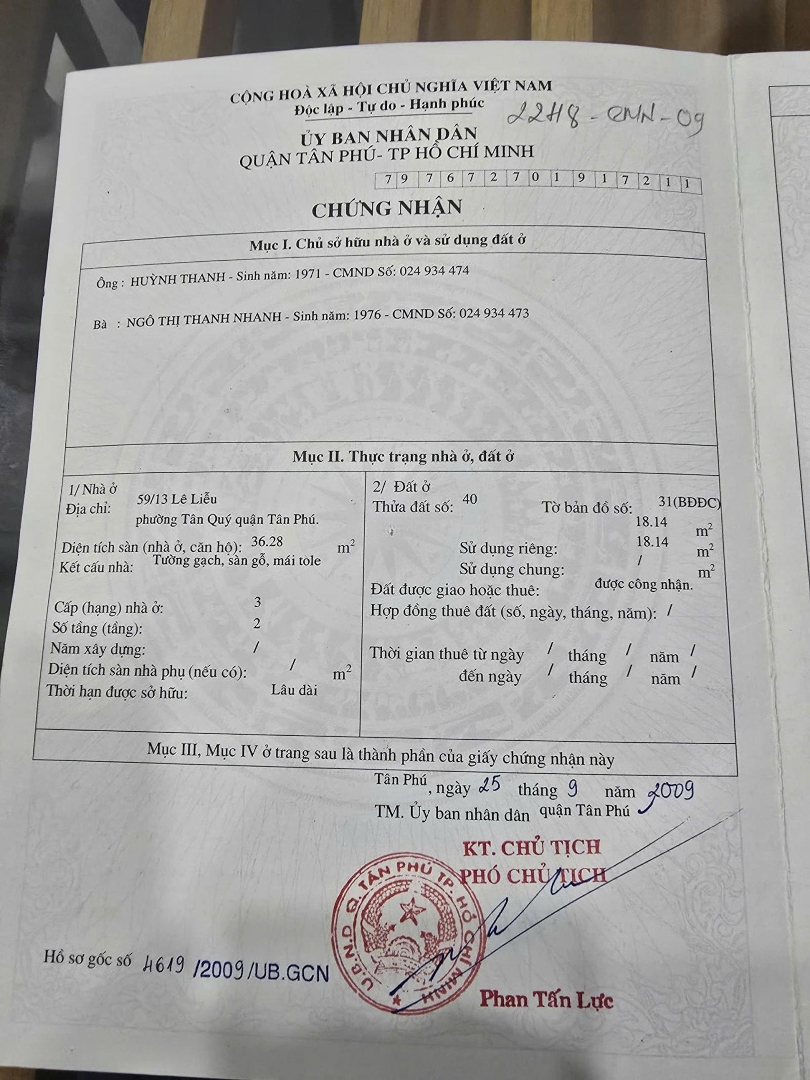 CỘNG HOÀ XÃ HỘI CHỦ NGHĨA VIỆT NAM
Độc lập - Tự do - Hạnh phúc
ỦY BAN NHÂN DÂN
QUẬN TÂN PHÚ- TP HỒ CHÍ MINH
7 9 7 6 7 2 7 0 1 9 1 7 2 1 1
CHỨNG NHẬN
Mục I. Chủ sở hữu nhà ở và sử dụng đất ở
Ông : HUỲNH THANH - Sinh năm: 1971 - CMND Số: 024 934 474
Bà : NGÔ THỊ THANH NHANH - Sinh năm: 1976 - CMND Số: 024 934 473
Mục II. Thực trạng nhà ở, đất ở
1/ Nhà ở
Địa chỉ: 59/13 Lê Liễu
phường Tân Quý quận Tân Phú.
Diện tích sàn (nhà ở, căn hộ): 36.28 m2
Kết cấu nhà: Tường gạch, sàn gỗ, mái tole
Cấp (hạng) nhà ở: 3
Số tầng (tầng): 2
Năm xây dựng: /
Diện tích sàn nhà phụ (nếu có): / m2
Thời hạn được sở hữu: Lâu dài
2/ Đất ở
Thửa đất số: 40 Tờ bản đồ số: 31(BĐĐC)
18.14 m2
Sử dụng riêng: 18.14 m2
Sử dụng chung: / m2
Đất được giao hoặc thuê: được công nhận.
Hợp đồng thuê đất (số, ngày, tháng, năm): /
Thời gian thuê từ ngày / tháng / năm /
đến ngày / tháng / năm /
Mục III, Mục IV ở trang sau là thành phần của giấy chứng nhận này
Tân Phú, ngày 25 tháng 9 năm 2009
TM. Ủy ban nhân dân quận Tân Phú
KT. CHỦ TỊCH
PHÓ CHỦ TỊCH
U.B.N.D Q. TÂN PHÚ TP. HỒ CHÍ MINH
Hồ sơ gốc số 4619 /2009/UB.GCN
Phan Tấn Lực